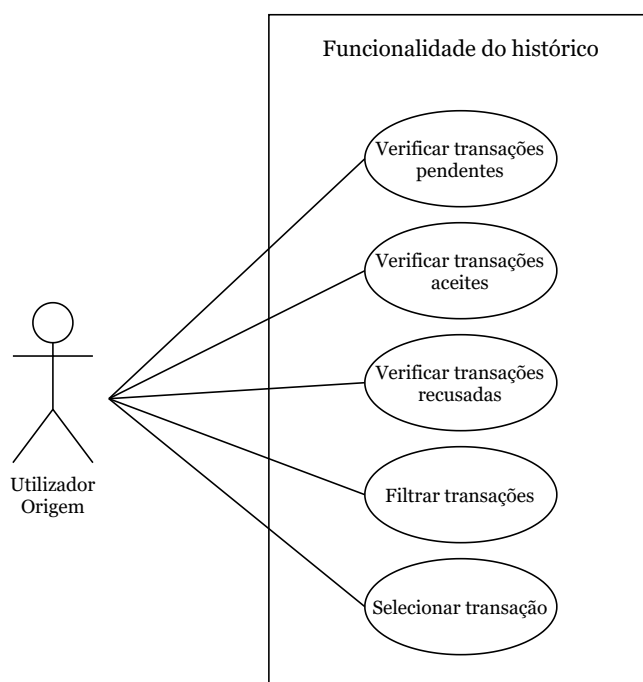 Funcionalidade do histórico
Verificar transações
pendentes
Verificar transações
aceites
Verificar transações
recusadas
Utilizador
Origem
Filtrar transações
Selecionar transação